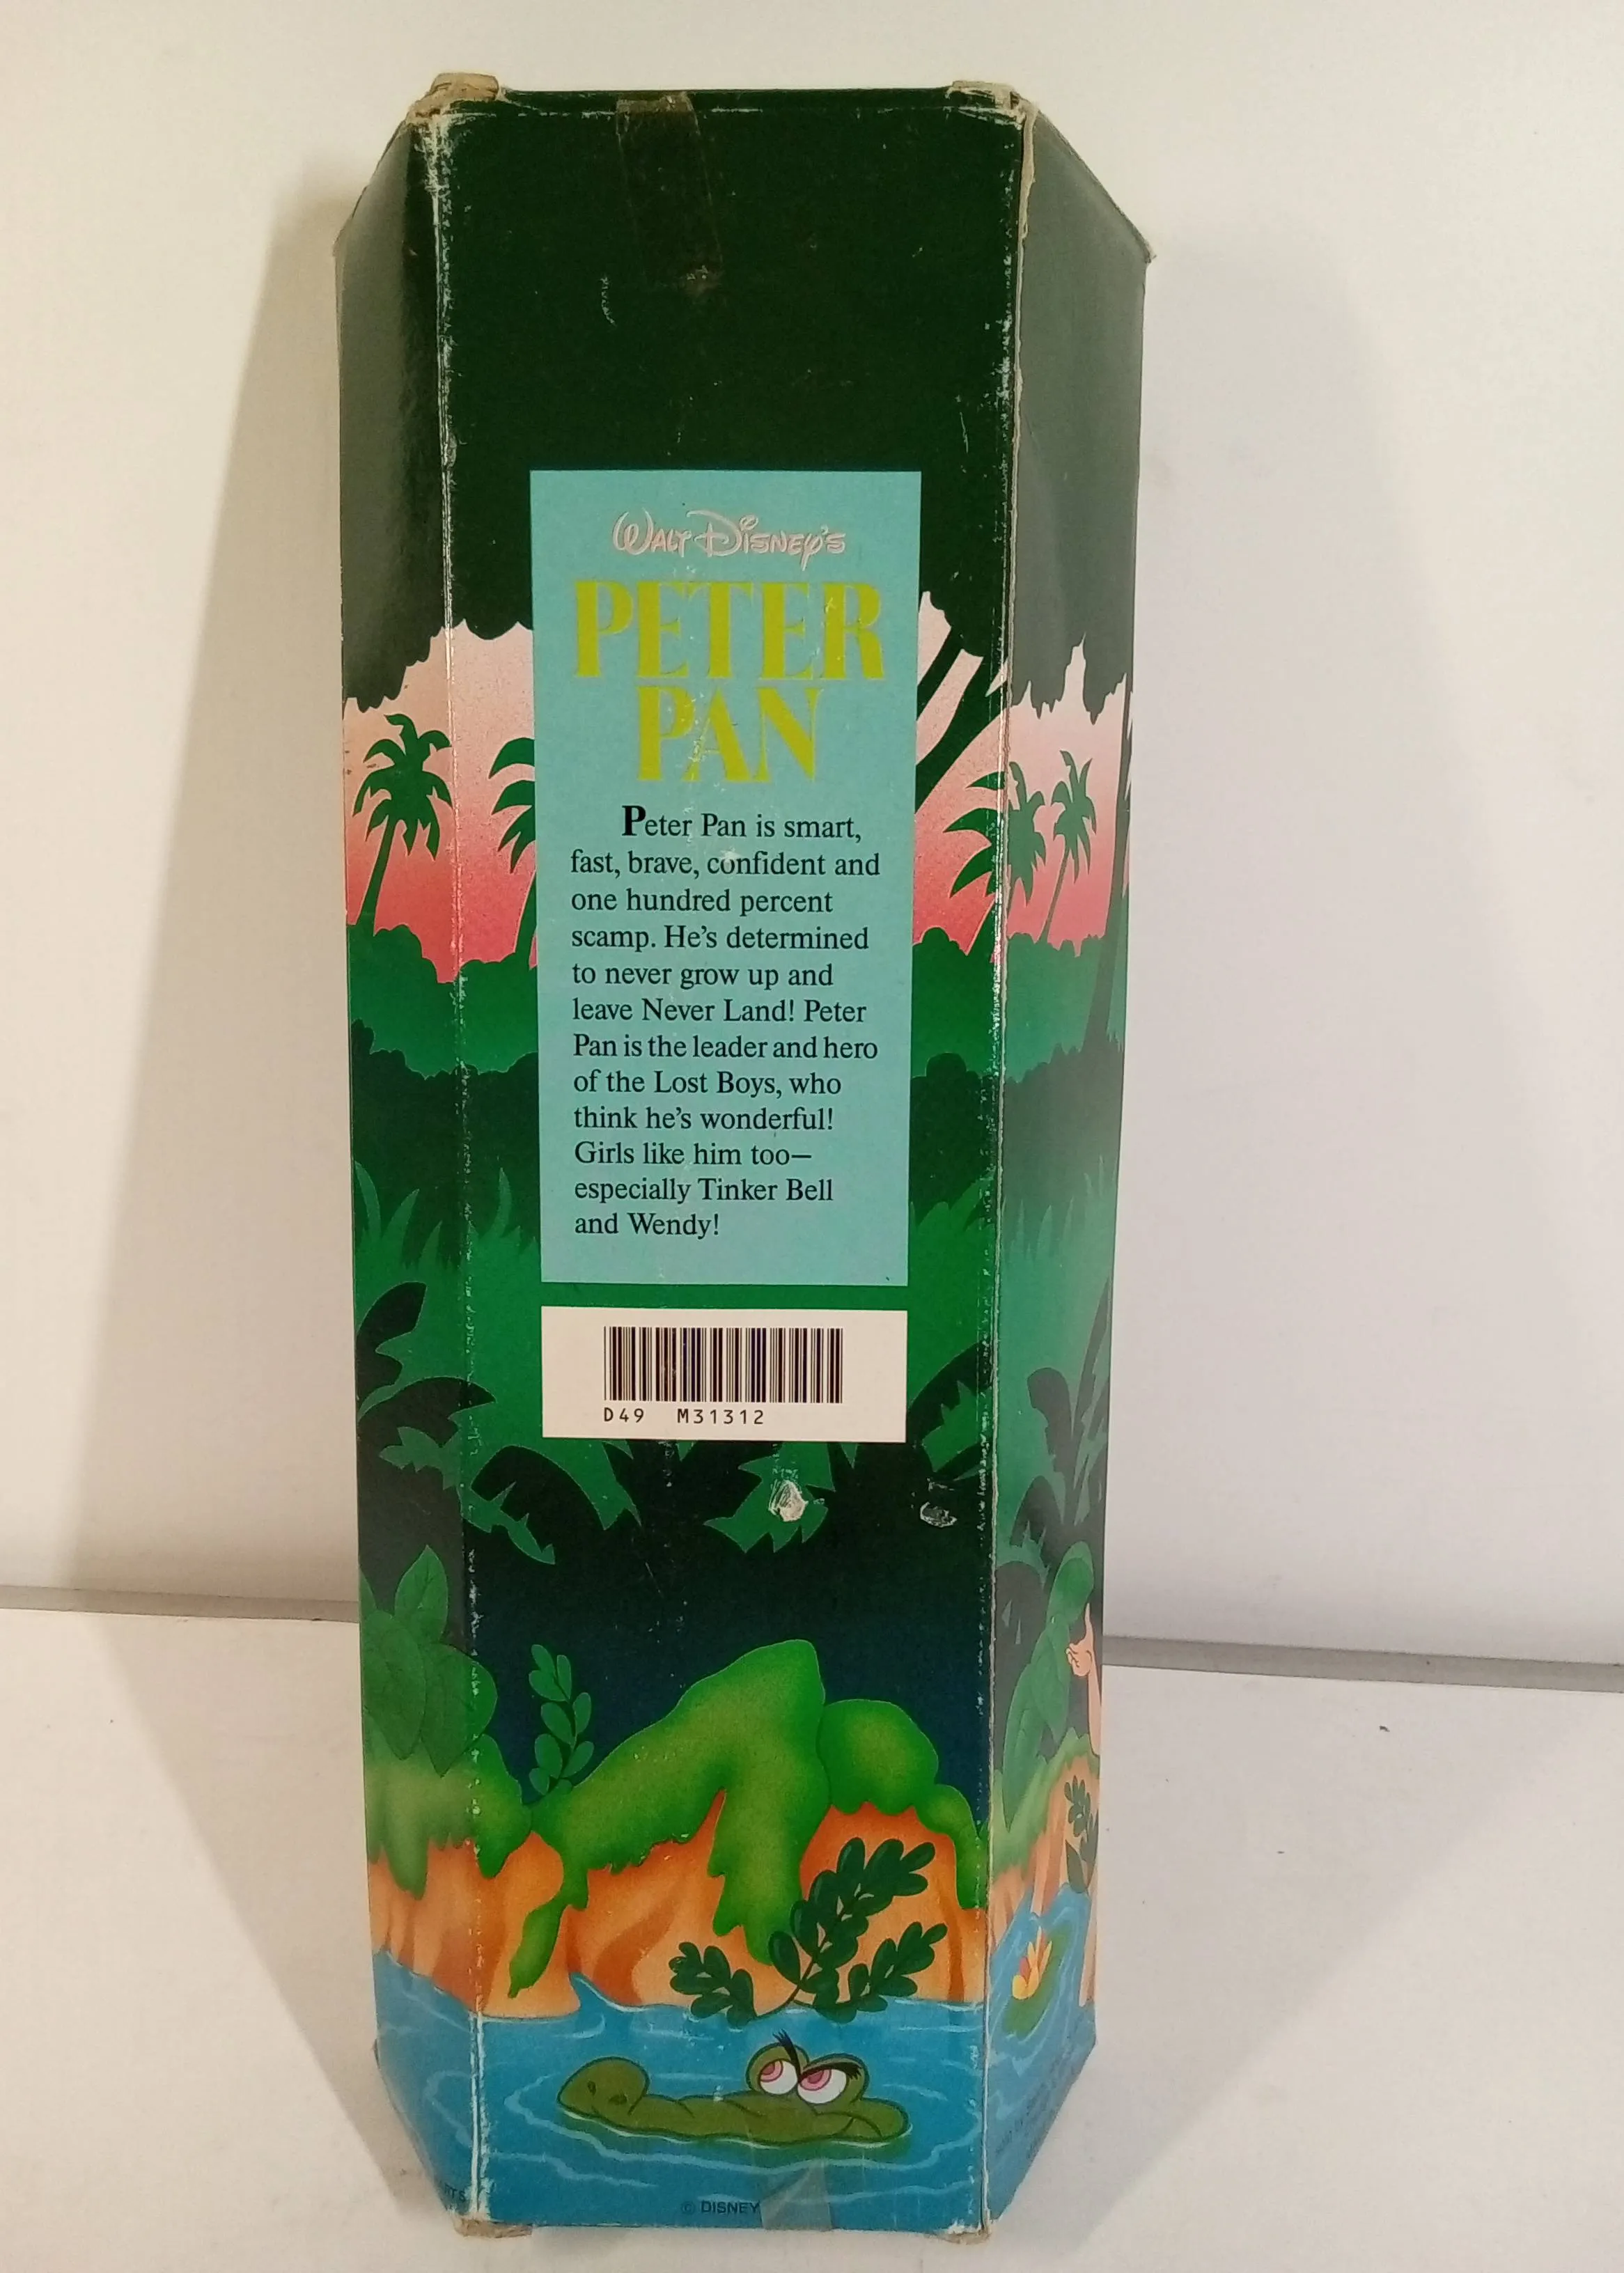 Walt Disney's
PETER
PAN
Peter Pan is smart,
fast, brave, confident and
one hundred percent
scamp. He's determined
to never grow up and
leave Never Land! Peter
Pan is the leader and hero
of the Lost Boys, who
think he's wonderful!
Girls like him too—
especially Tinker Bell
and Wendy!
D49 M31312
© DISNEY